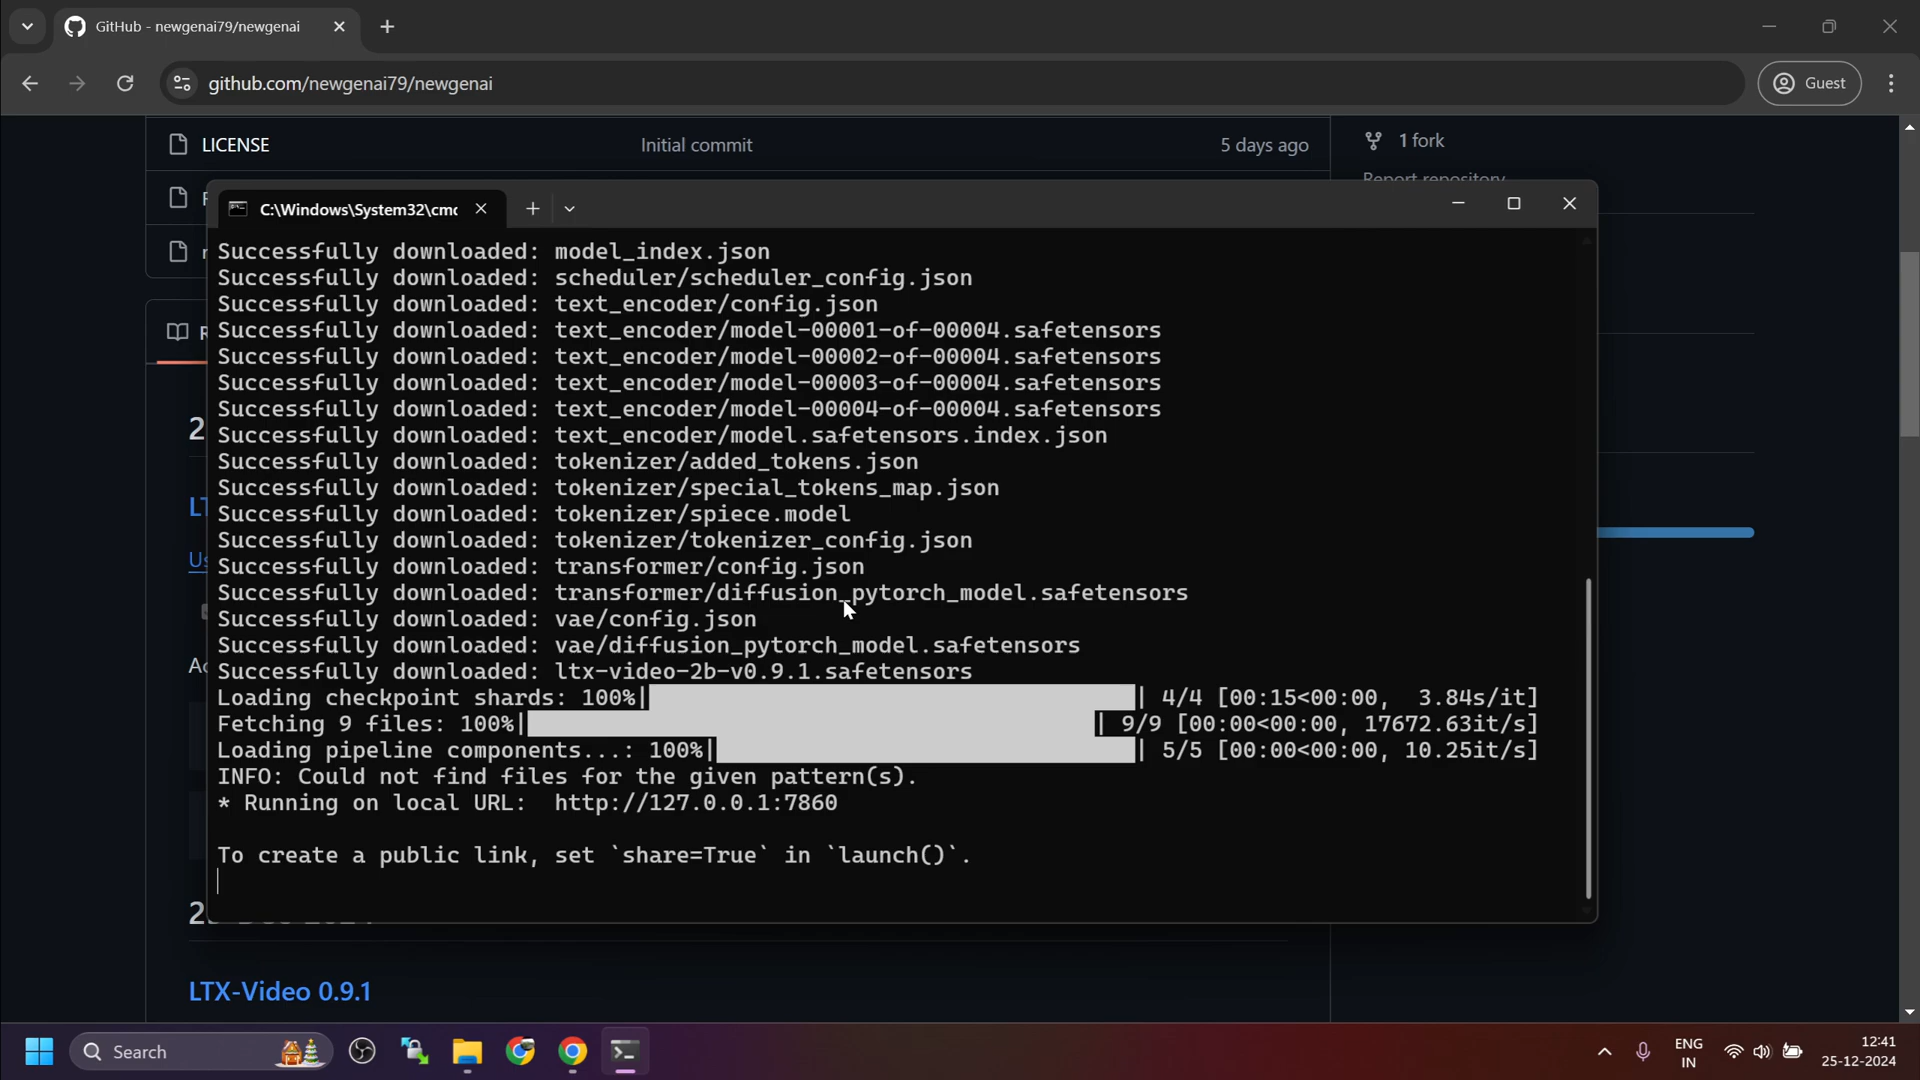 GitHub - newgenai79/newgenai
github.com/newgenai79/newgenai
Guest
LICENSE
Initial commit
5 days ago
1 fork
Report repository
C:\Windows\System32\cmd
Successfully downloaded: model_index.json
Successfully downloaded: scheduler/scheduler_config.json
Successfully downloaded: text_encoder/config.json
Successfully downloaded: text_encoder/model-00001-of-00004.safetensors
Successfully downloaded: text_encoder/model-00002-of-00004.safetensors
Successfully downloaded: text_encoder/model-00003-of-00004.safetensors
Successfully downloaded: text_encoder/model-00004-of-00004.safetensors
Successfully downloaded: text_encoder/model.safetensors.index.json
Successfully downloaded: tokenizer/added_tokens.json
Successfully downloaded: tokenizer/special_tokens_map.json
Successfully downloaded: tokenizer/spiece.model
Successfully downloaded: tokenizer/tokenizer_config.json
Successfully downloaded: transformer/config.json
Successfully downloaded: transformer/diffusion_pytorch_model.safetensors
Successfully downloaded: vae/config.json
Successfully downloaded: vae/diffusion_pytorch_model.safetensors
Successfully downloaded: ltx-video-2b-v0.9.1.safetensors
Loading checkpoint shards: 100%| | 4/4 [00:15<00:00, 3.84s/it]
Fetching 9 files: 100%| | 9/9 [00:00<00:00, 17672.63it/s]
Loading pipeline components...: 100%| | 5/5 [00:00<00:00, 10.25it/s]
INFO: Could not find files for the given pattern(s).
* Running on local URL: http://127.0.0.1:7860
To create a public link, set `share=True` in `launch()`.
LTX-Video 0.9.1
Search
ENG
IN
12:41
25-12-2024